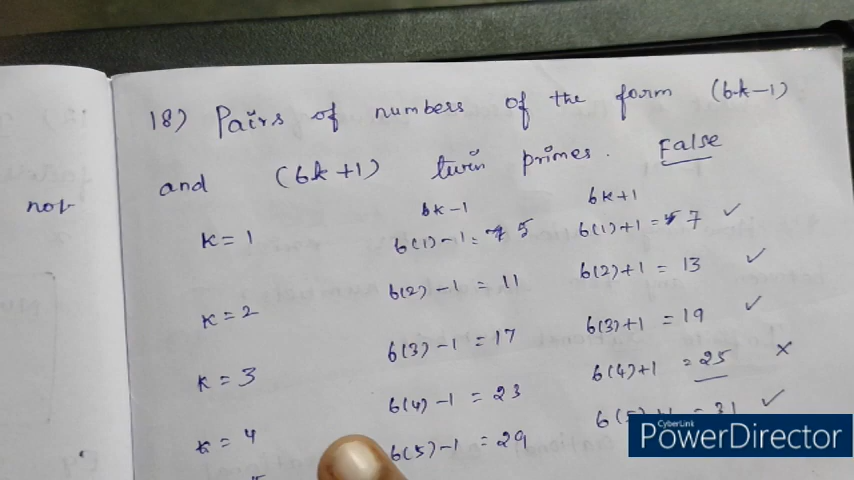 18) Pairs of numbers of the form (6k-1)
and (6k+1) twin primes. False
not
6k-1 6k+1
k = 1 6(1)-1 = 5 6(1)+1 = 7 ✓
k = 2 6(2)-1 = 11 6(2)+1 = 13 ✓
k = 3 6(3)-1 = 17 6(3)+1 = 19 ✓
k = 4 6(4)-1 = 23 6(4)+1 = 25 ×
6(5)-1 = 29 = 31 ✓
CyberLink
PowerDirector